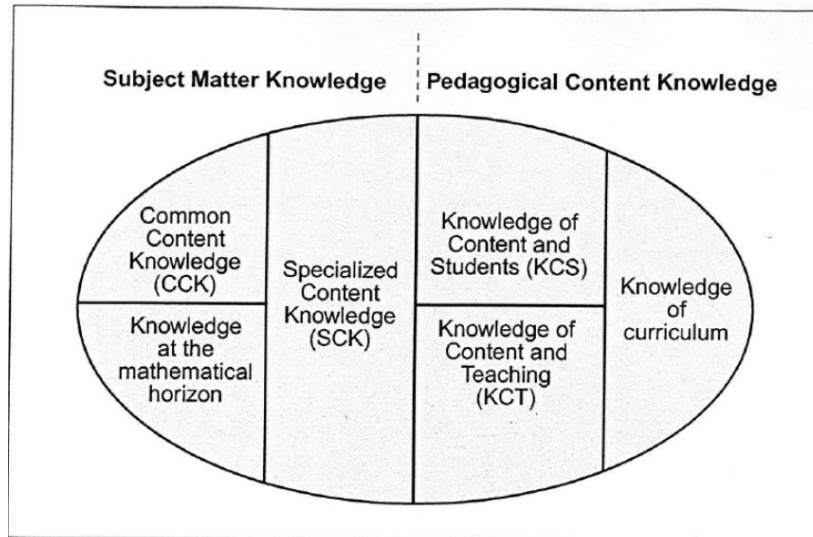 Subject Matter Knowledge
Pedagogical Content Knowledge
Common
Content
Knowledge
(CCK)
Knowledge
at the
mathematical
horizon
Specialized
Content
Knowledge
(SCK)
Knowledge of
Content and
Students (KCS)
Knowledge of
Content and
Teaching
(KCT)
Knowledge
of
curriculum